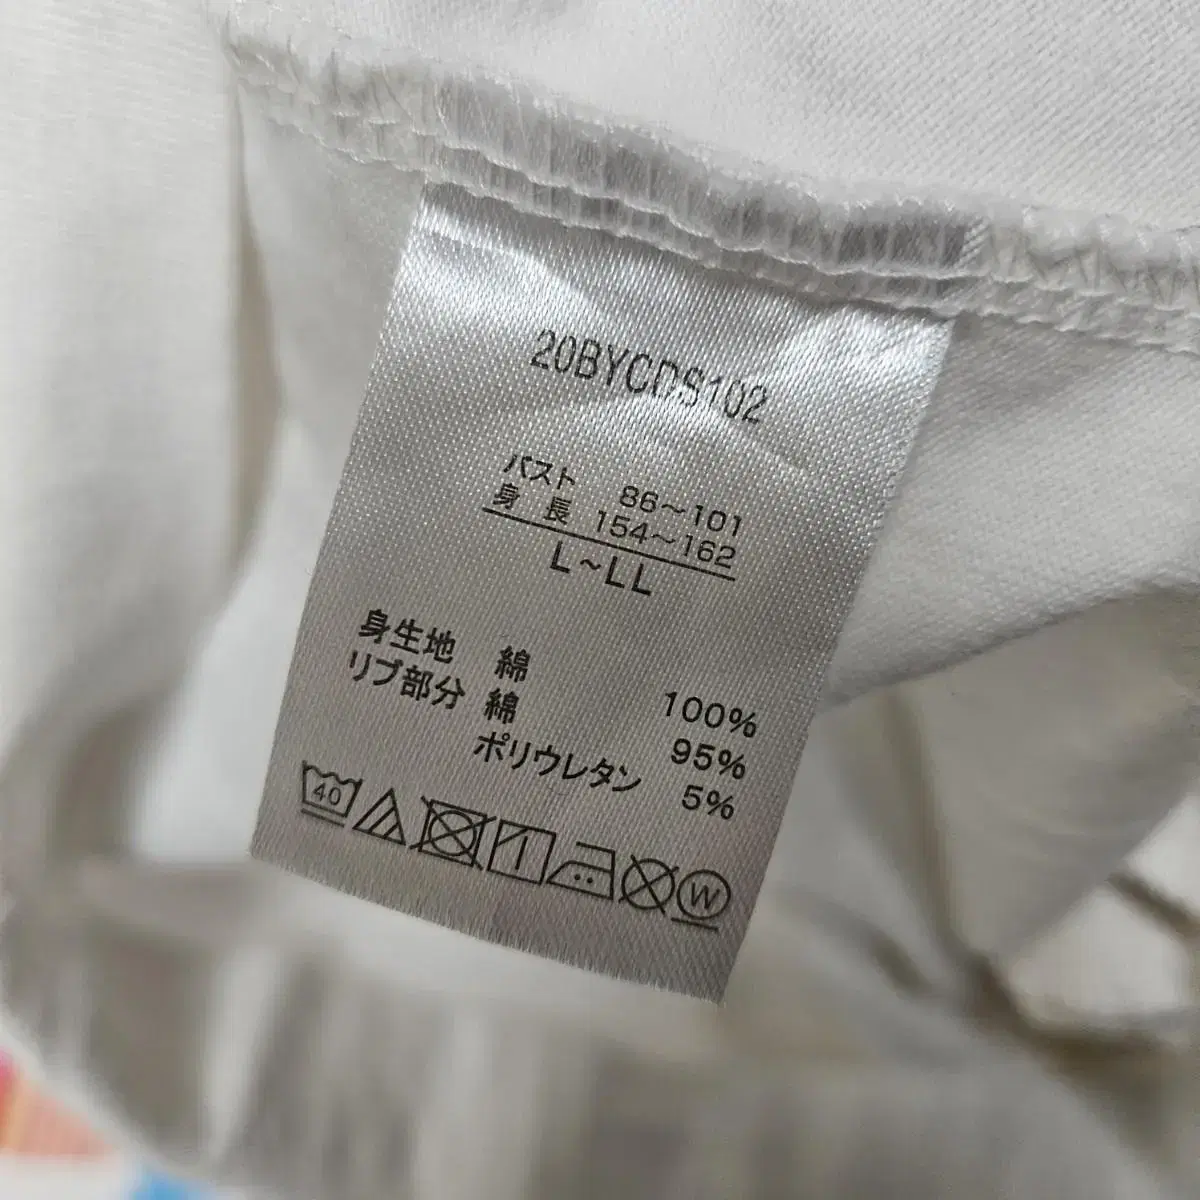 20BYCDS102
バスト 86～101
身長 154～162
L～LL
身生地 綿 100%
リブ部分 綿 95%
ポリウレタン 5%
40
W